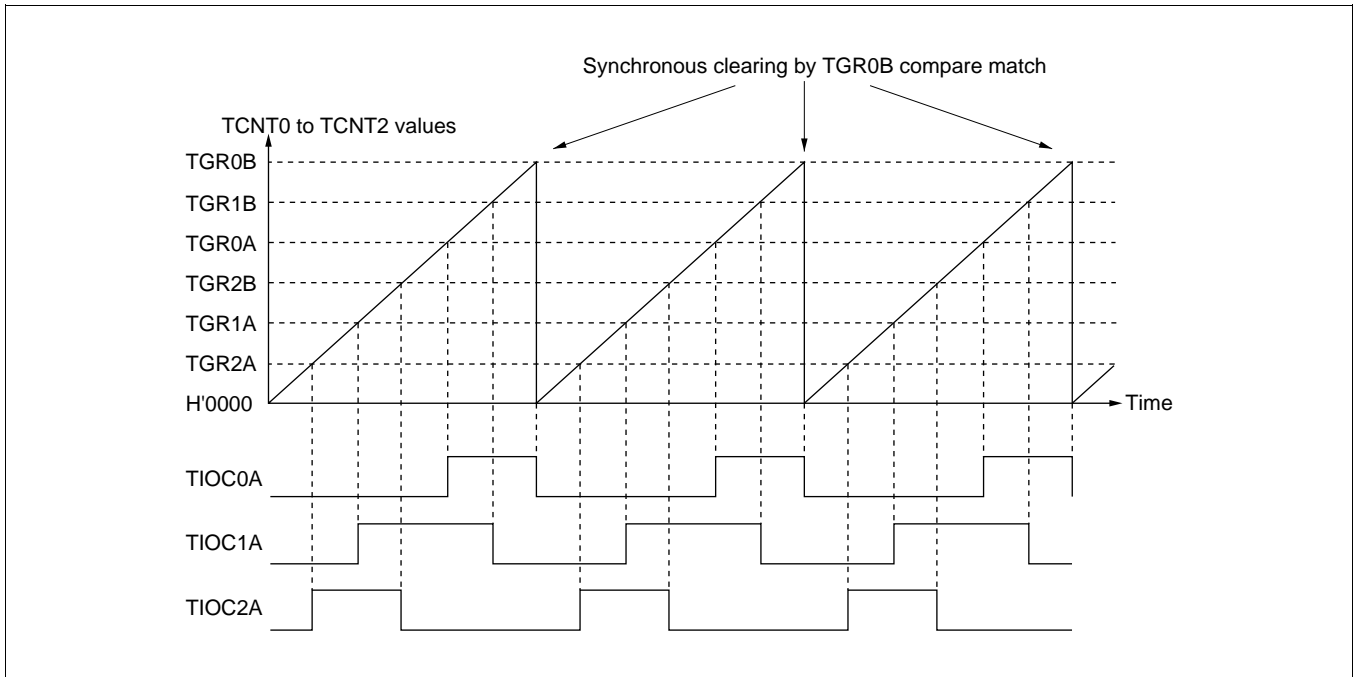 Synchronous clearing by TGR0B compare match
TCNT0 to TCNT2 values
TGR0B
TGR1B
TGR0A
TGR2B
TGR1A
TGR2A
H'0000
Time
TIOC0A
TIOC1A
TIOC2A